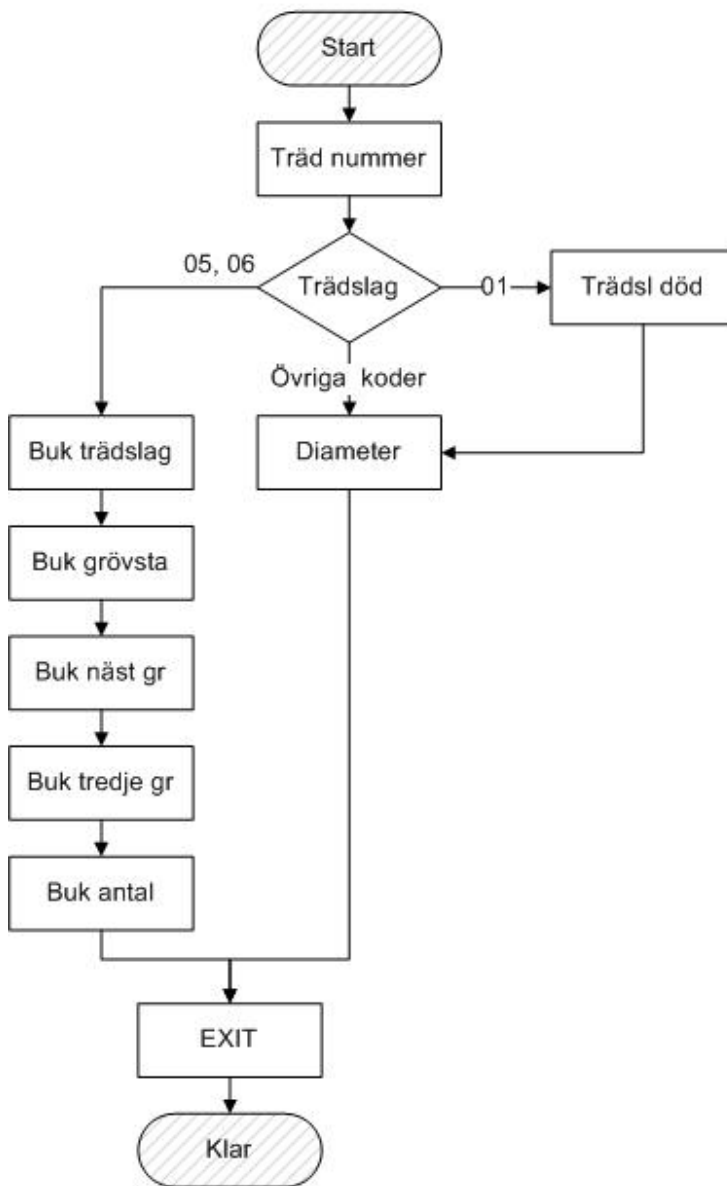 Start
Träd nummer
05, 06
Trädslag
01
Trädsl död
Övriga koder
Buk trädslag
Diameter
Buk grövsta
Buk näst gr
Buk tredje gr
Buk antal
EXIT
Klar